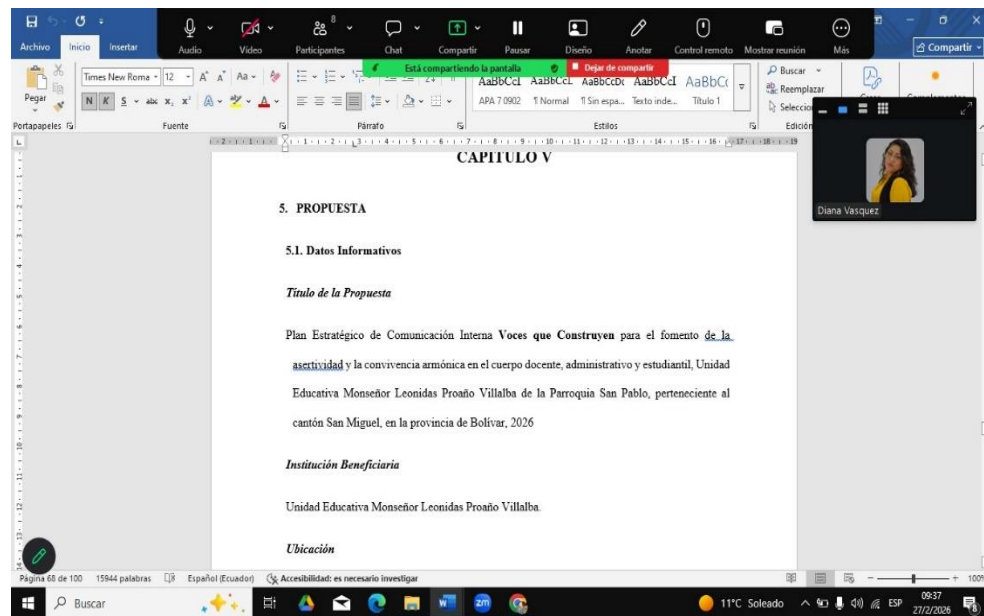 8
Audio Video Participantes Chat Compartir Pausar Diseño Anotar Control remoto Mostrar reunión Más
Archivo Inicio Insertar
Compartir
Está compartiendo la pantalla Dejar de compartir
Pegar
Times New Roma 12 A A Aa
N K S abc x, x² A A
AaBbCcI AaBbCcL AaBbCcDc AaBbCcI AaBbC(
APA 7 0902 ¶ Normal ¶ Sin espa... Texto inde... Título 1
Buscar
Reemplazar
Seleccion
Portapapeles Fuente Párrafo Estilos Edición
Diana Vasquez
CAPITULO V
5. PROPUESTA
5.1. Datos Informativos
Título de la Propuesta
Plan Estratégico de Comunicación Interna Voces que Construyen para el fomento de la
asertividad y la convivencia armónica en el cuerpo docente, administrativo y estudiantil, Unidad
Educativa Monseñor Leonidas Proaño Villalba de la Parroquia San Pablo, perteneciente al
cantón San Miguel, en la provincia de Bolívar, 2026
Institución Beneficiaria
Unidad Educativa Monseñor Leonidas Proaño Villalba.
Ubicación
Página 68 de 100 15944 palabras Español (Ecuador) Accesibilidad: es necesario investigar 100%
Buscar
11°C Soleado ESP 09:37
27/2/2026